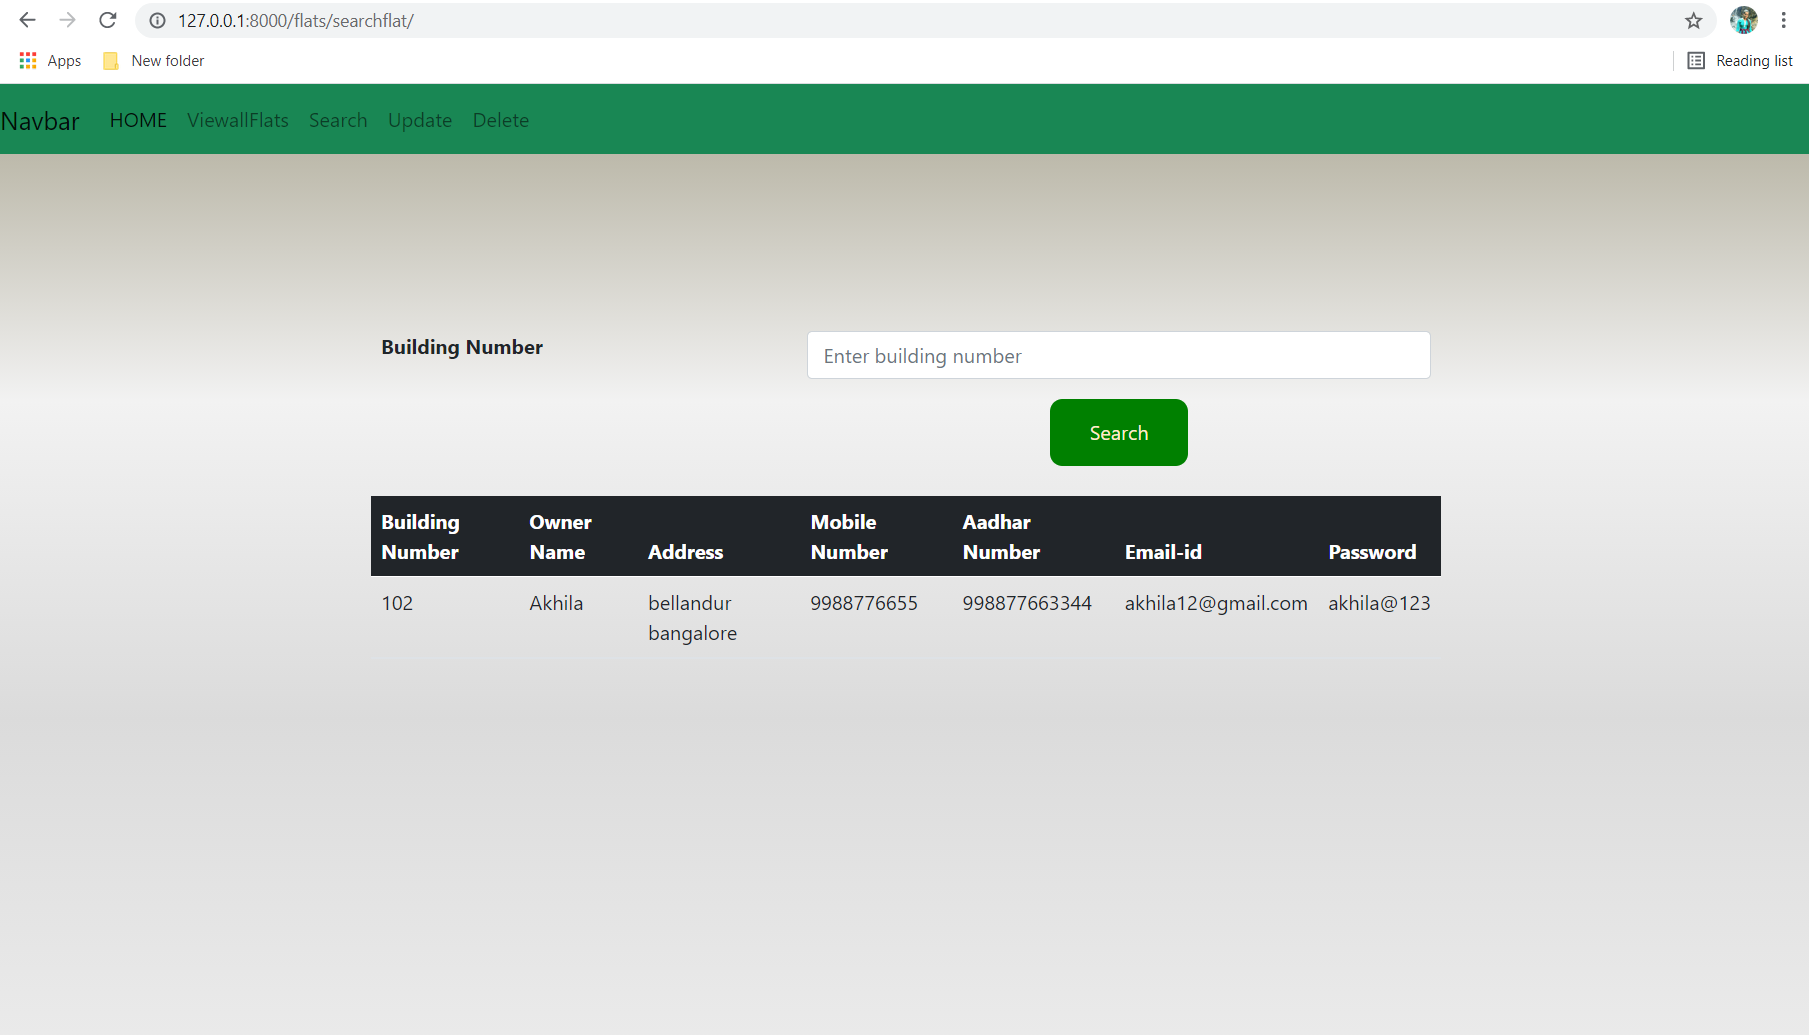 127.0.0.1:8000/flats/searchflat/
Apps New folder Reading list
Navbar HOME ViewallFlats Search Update Delete
Building Number Enter building number
Search
Building Number Owner Name Address Mobile Number Aadhar Number Email-id Password
102 Akhila bellandur bangalore 9988776655 998877663344 akhila12@gmail.com akhila@123